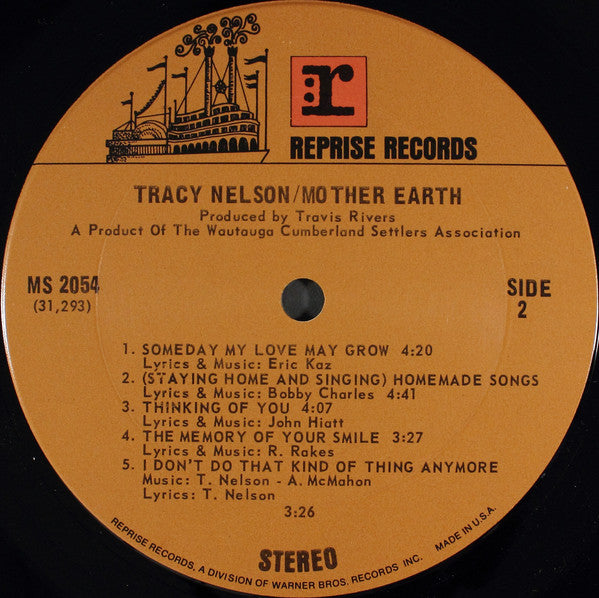 r
REPRISE RECORDS
TRACY NELSON/MOTHER EARTH
Produced by Travis Rivers
A Product Of The Wautauga Cumberland Settlers Association
MS 2054
(31,293)
SIDE
2
1. SOMEDAY MY LOVE MAY GROW 4:20
Lyrics & Music: Eric Kaz
2. (STAYING HOME AND SINGING) HOMEMADE SONGS
Lyrics & Music: Bobby Charles 4:41
3. THINKING OF YOU 4:07
Lyrics & Music: John Hiatt
4. THE MEMORY OF YOUR SMILE 3:27
Lyrics & Music: R. Rakes
5. I DON'T DO THAT KIND OF THING ANYMORE
Music: T. Nelson - A. McMahon
Lyrics: T. Nelson
3:26
STEREO
REPRISE RECORDS, A DIVISION OF WARNER BROS. RECORDS INC. MADE IN U.S.A.